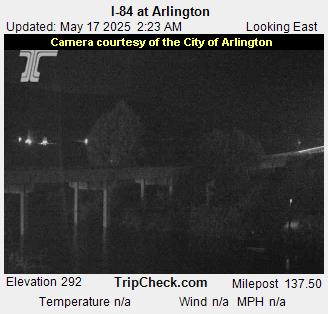 I-84 at Arlington
Updated: May 17 2025 2:23 AM Looking East
Camera courtesy of the City of Arlington
Elevation 292 TripCheck.com Milepost 137.50
Temperature n/a Wind n/a MPH n/a